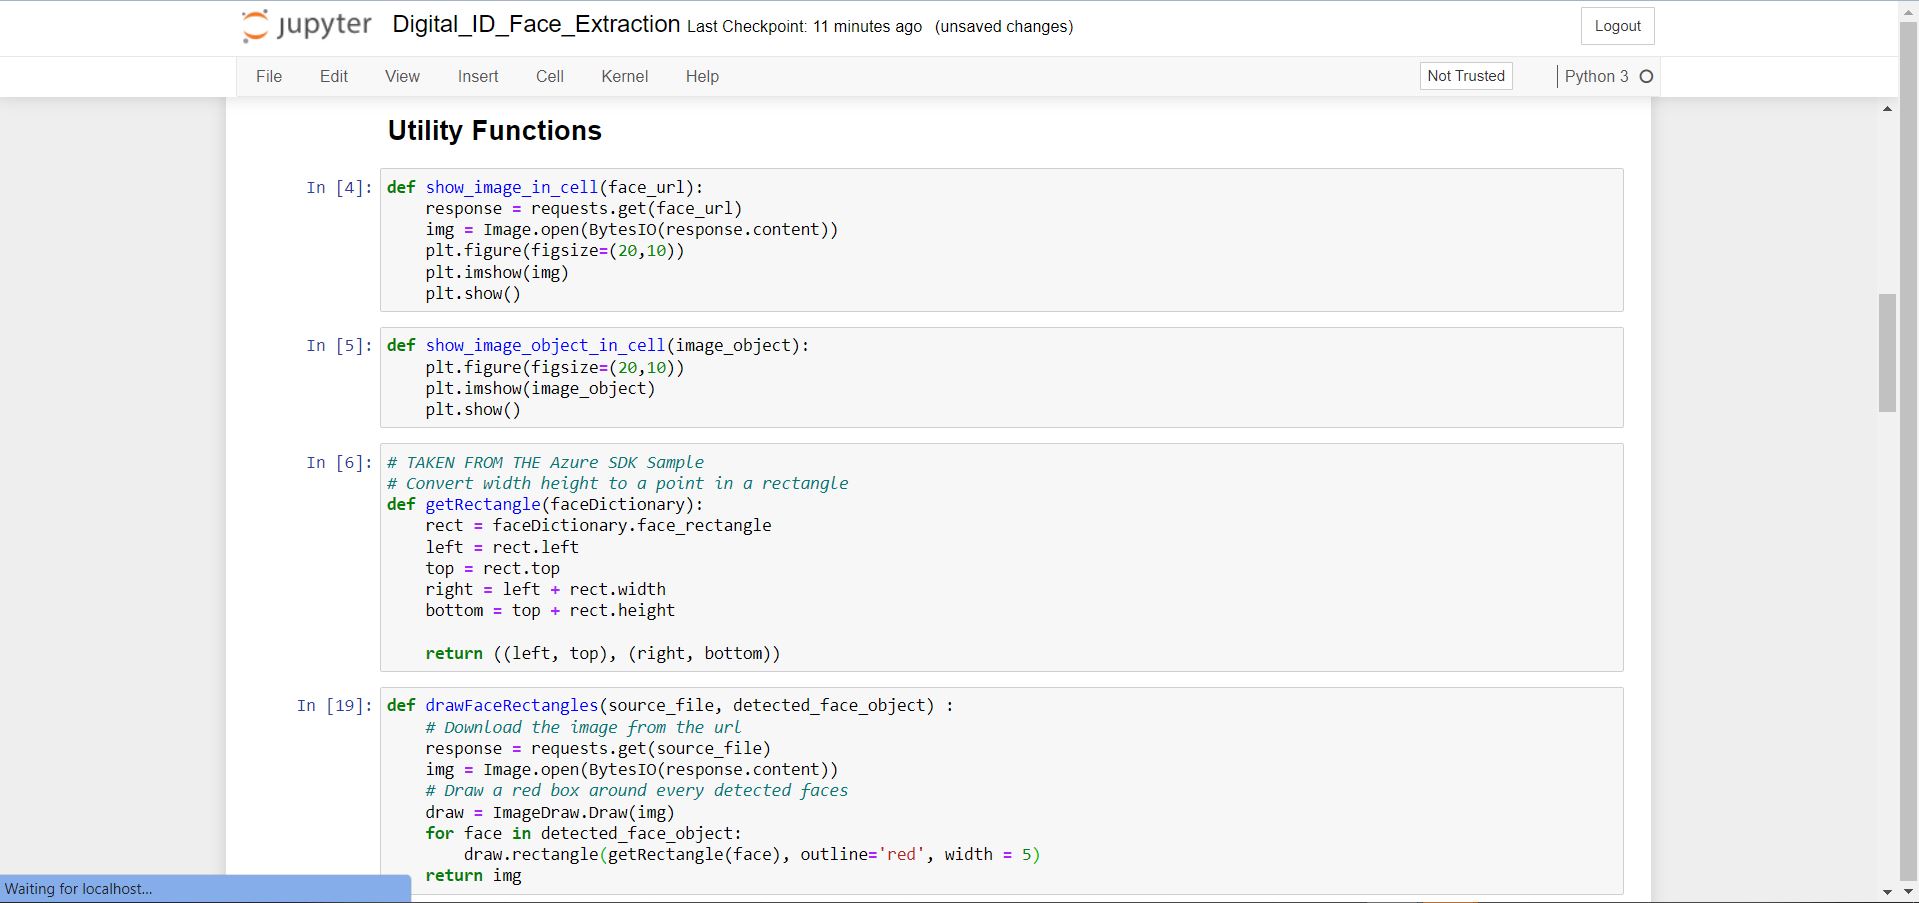 jupyter Digital_ID_Face_Extraction Last Checkpoint: 11 minutes ago (unsaved changes) Logout
File Edit View Insert Cell Kernel Help Not Trusted Python 3
Utility Functions
In [4]: def show_image_in_cell(face_url):
    response = requests.get(face_url)
    img = Image.open(BytesIO(response.content))
    plt.figure(figsize=(20,10))
    plt.imshow(img)
    plt.show()
In [5]: def show_image_object_in_cell(image_object):
    plt.figure(figsize=(20,10))
    plt.imshow(image_object)
    plt.show()
In [6]: # TAKEN FROM THE Azure SDK Sample
# Convert width height to a point in a rectangle
def getRectangle(faceDictionary):
    rect = faceDictionary.face_rectangle
    left = rect.left
    top = rect.top
    right = left + rect.width
    bottom = top + rect.height
    return ((left, top), (right, bottom))
In [19]: def drawFaceRectangles(source_file, detected_face_object) :
    # Download the image from the url
    response = requests.get(source_file)
    img = Image.open(BytesIO(response.content))
    # Draw a red box around every detected faces
    draw = ImageDraw.Draw(img)
    for face in detected_face_object:
        draw.rectangle(getRectangle(face), outline='red', width = 5)
    return img
Waiting for localhost...